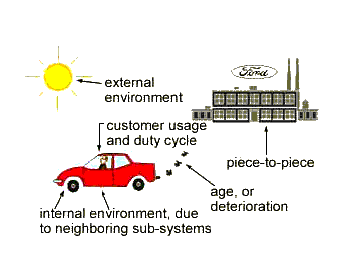 Ford
external
environment
customer usage
and duty cycle
piece-to-piece
age, or
deterioration
internal environment, due
to neighboring sub-systems